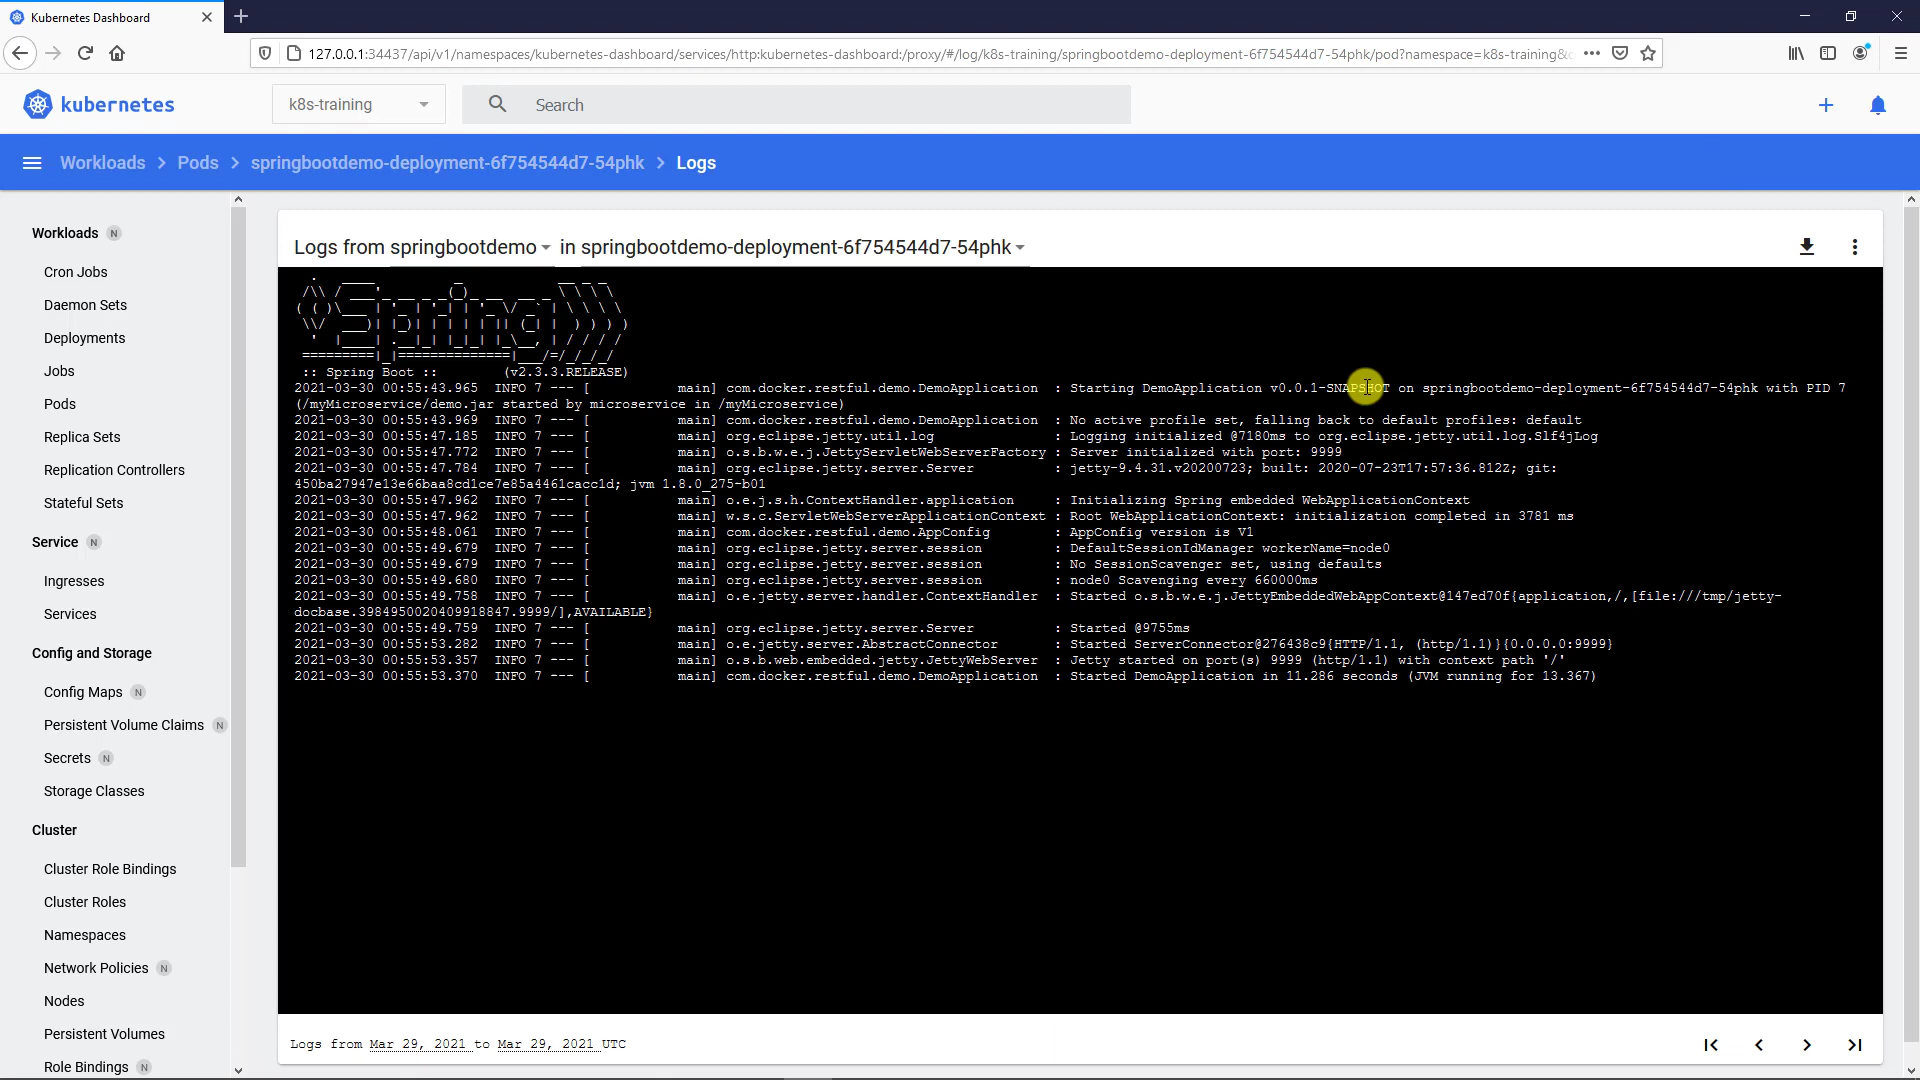 Kubernetes Dashboard
127.0.0.1:34437/api/v1/namespaces/kubernetes-dashboard/services/http:kubernetes-dashboard:/proxy/#/log/k8s-training/springbootdemo-deployment-6f754544d7-54phk/pod?namespace=k8s-training&
kubernetes
k8s-training
Search
Workloads > Pods > springbootdemo-deployment-6f754544d7-54phk > Logs
Workloads N
Cron Jobs
Daemon Sets
Deployments
Jobs
Pods
Replica Sets
Replication Controllers
Stateful Sets
Service N
Ingresses
Services
Config and Storage
Config Maps N
Persistent Volume Claims N
Secrets N
Storage Classes
Cluster
Cluster Role Bindings
Cluster Roles
Namespaces
Network Policies N
Nodes
Persistent Volumes
Role Bindings N
Logs from springbootdemo in springbootdemo-deployment-6f754544d7-54phk
Spring
:: Spring Boot :: (v2.3.3.RELEASE)
2021-03-30 00:55:43.965 INFO 7 --- [ main] com.docker.restful.demo.DemoApplication : Starting DemoApplication v0.0.1-SNAPSHOT on springbootdemo-deployment-6f754544d7-54phk with PID 7
(/myMicroservice/demo.jar started by microservice in /myMicroservice)
2021-03-30 00:55:43.969 INFO 7 --- [ main] com.docker.restful.demo.DemoApplication : No active profile set, falling back to default profiles: default
2021-03-30 00:55:47.185 INFO 7 --- [ main] org.eclipse.jetty.util.log : Logging initialized @7180ms to org.eclipse.jetty.util.log.Slf4jLog
2021-03-30 00:55:47.772 INFO 7 --- [ main] o.s.b.w.e.j.JettyServletWebServerFactory : Server initialized with port: 9999
2021-03-30 00:55:47.784 INFO 7 --- [ main] org.eclipse.jetty.server.Server : jetty-9.4.31.v20200723; built: 2020-07-23T17:57:36.812Z; git:
450ba27947e13e66baa8cd1ce7e85a4461cacc1d; jvm 1.8.0_275-b01
2021-03-30 00:55:47.962 INFO 7 --- [ main] o.e.j.s.h.ContextHandler.application : Initializing Spring embedded WebApplicationContext
2021-03-30 00:55:47.962 INFO 7 --- [ main] w.s.c.ServletWebServerApplicationContext : Root WebApplicationContext: initialization completed in 3781 ms
2021-03-30 00:55:48.061 INFO 7 --- [ main] com.docker.restful.demo.AppConfig : AppConfig version is V1
2021-03-30 00:55:49.679 INFO 7 --- [ main] org.eclipse.jetty.server.session : DefaultSessionIdManager workerName=node0
2021-03-30 00:55:49.679 INFO 7 --- [ main] org.eclipse.jetty.server.session : No SessionScavenger set, using defaults
2021-03-30 00:55:49.680 INFO 7 --- [ main] org.eclipse.jetty.server.session : node0 Scavenging every 660000ms
2021-03-30 00:55:49.758 INFO 7 --- [ main] o.e.jetty.server.handler.ContextHandler : Started o.s.b.w.e.j.JettyEmbeddedWebAppContext@147ed70f{application,/,[file:///tmp/jetty-
docbase.3984950020409918847.9999/],AVAILABLE}
2021-03-30 00:55:49.759 INFO 7 --- [ main] org.eclipse.jetty.server.Server : Started @9755ms
2021-03-30 00:55:53.282 INFO 7 --- [ main] o.e.jetty.server.AbstractConnector : Started ServerConnector@276438c9{HTTP/1.1, (http/1.1)}{0.0.0.0:9999}
2021-03-30 00:55:53.357 INFO 7 --- [ main] o.s.b.web.embedded.jetty.JettyWebServer : Jetty started on port(s) 9999 (http/1.1) with context path '/'
2021-03-30 00:55:53.370 INFO 7 --- [ main] com.docker.restful.demo.DemoApplication : Started DemoApplication in 11.286 seconds (JVM running for 13.367)
Logs from Mar 29, 2021 to Mar 29, 2021 UTC